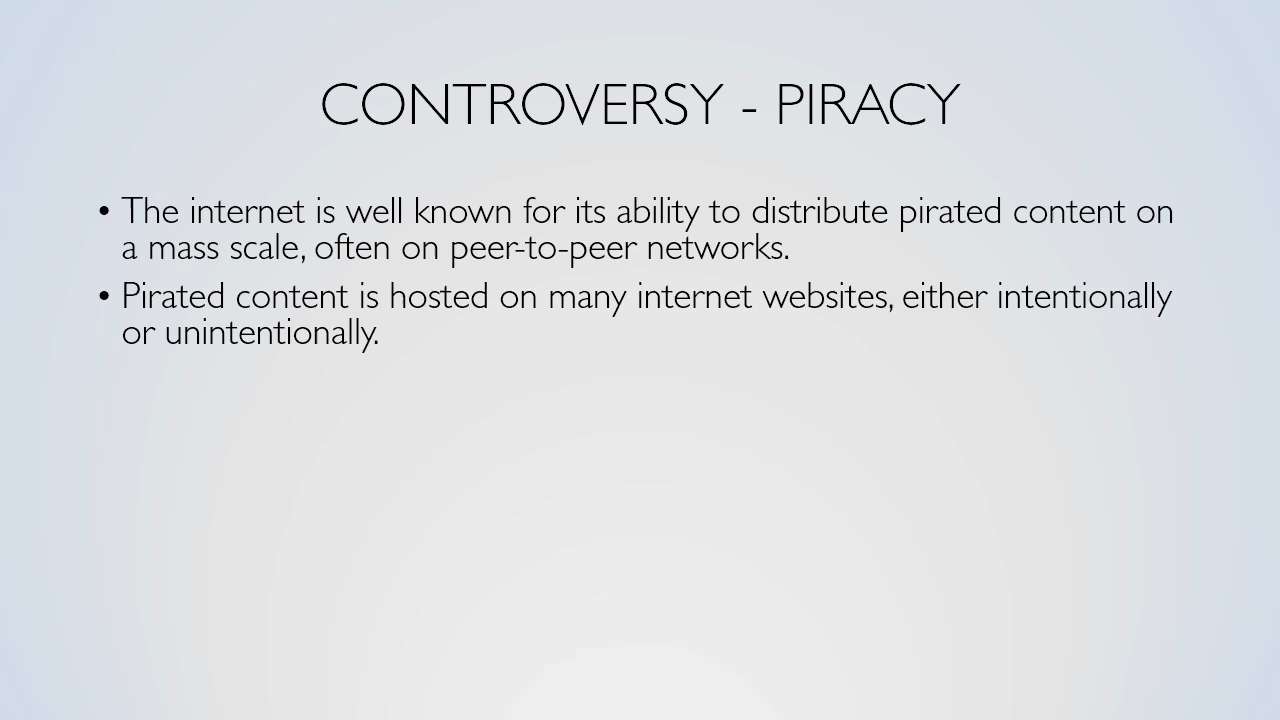 CONTROVERSY - PIRACY
• The internet is well known for its ability to distribute pirated content on
a mass scale, often on peer-to-peer networks.
• Pirated content is hosted on many internet websites, either intentionally
or unintentionally.